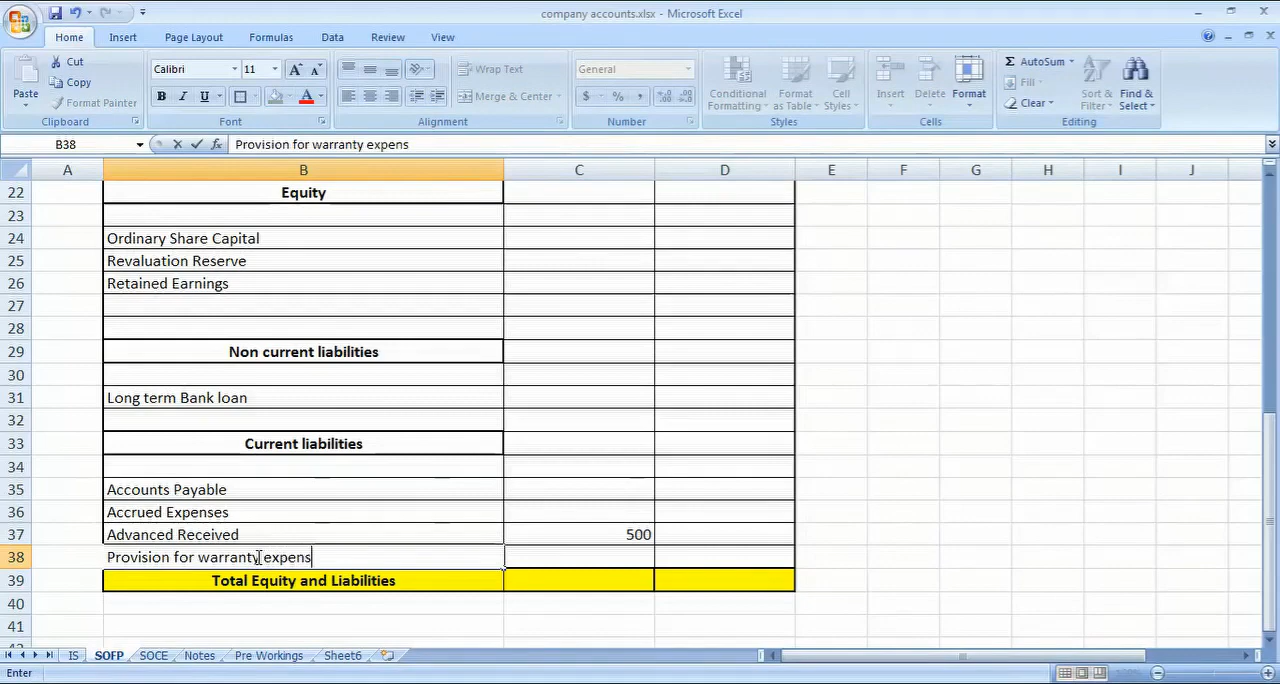 company accounts.xlsx - Microsoft Excel
Home Insert Page Layout Formulas Data Review View
Paste Cut Copy Format Painter Clipboard
Calibri 11 A A B I U A Font
Wrap Text Merge & Center Alignment
General $ % , Number
Conditional Formatting Format as Table Cell Styles Styles
Insert Delete Format Cells
Σ AutoSum Fill Clear Sort & Filter Find & Select Editing
B38 fx Provision for warranty expens
A B C D E F G H I J
22 Equity
23
24 Ordinary Share Capital
25 Revaluation Reserve
26 Retained Earnings
27
28
29 Non current liabilities
30
31 Long term Bank loan
32
33 Current liabilities
34
35 Accounts Payable
36 Accrued Expenses
37 Advanced Received 500
38 Provision for warranty expens
39 Total Equity and Liabilities
40
41
IS SOFP SOCE Notes Pre Workings Sheet6
Enter